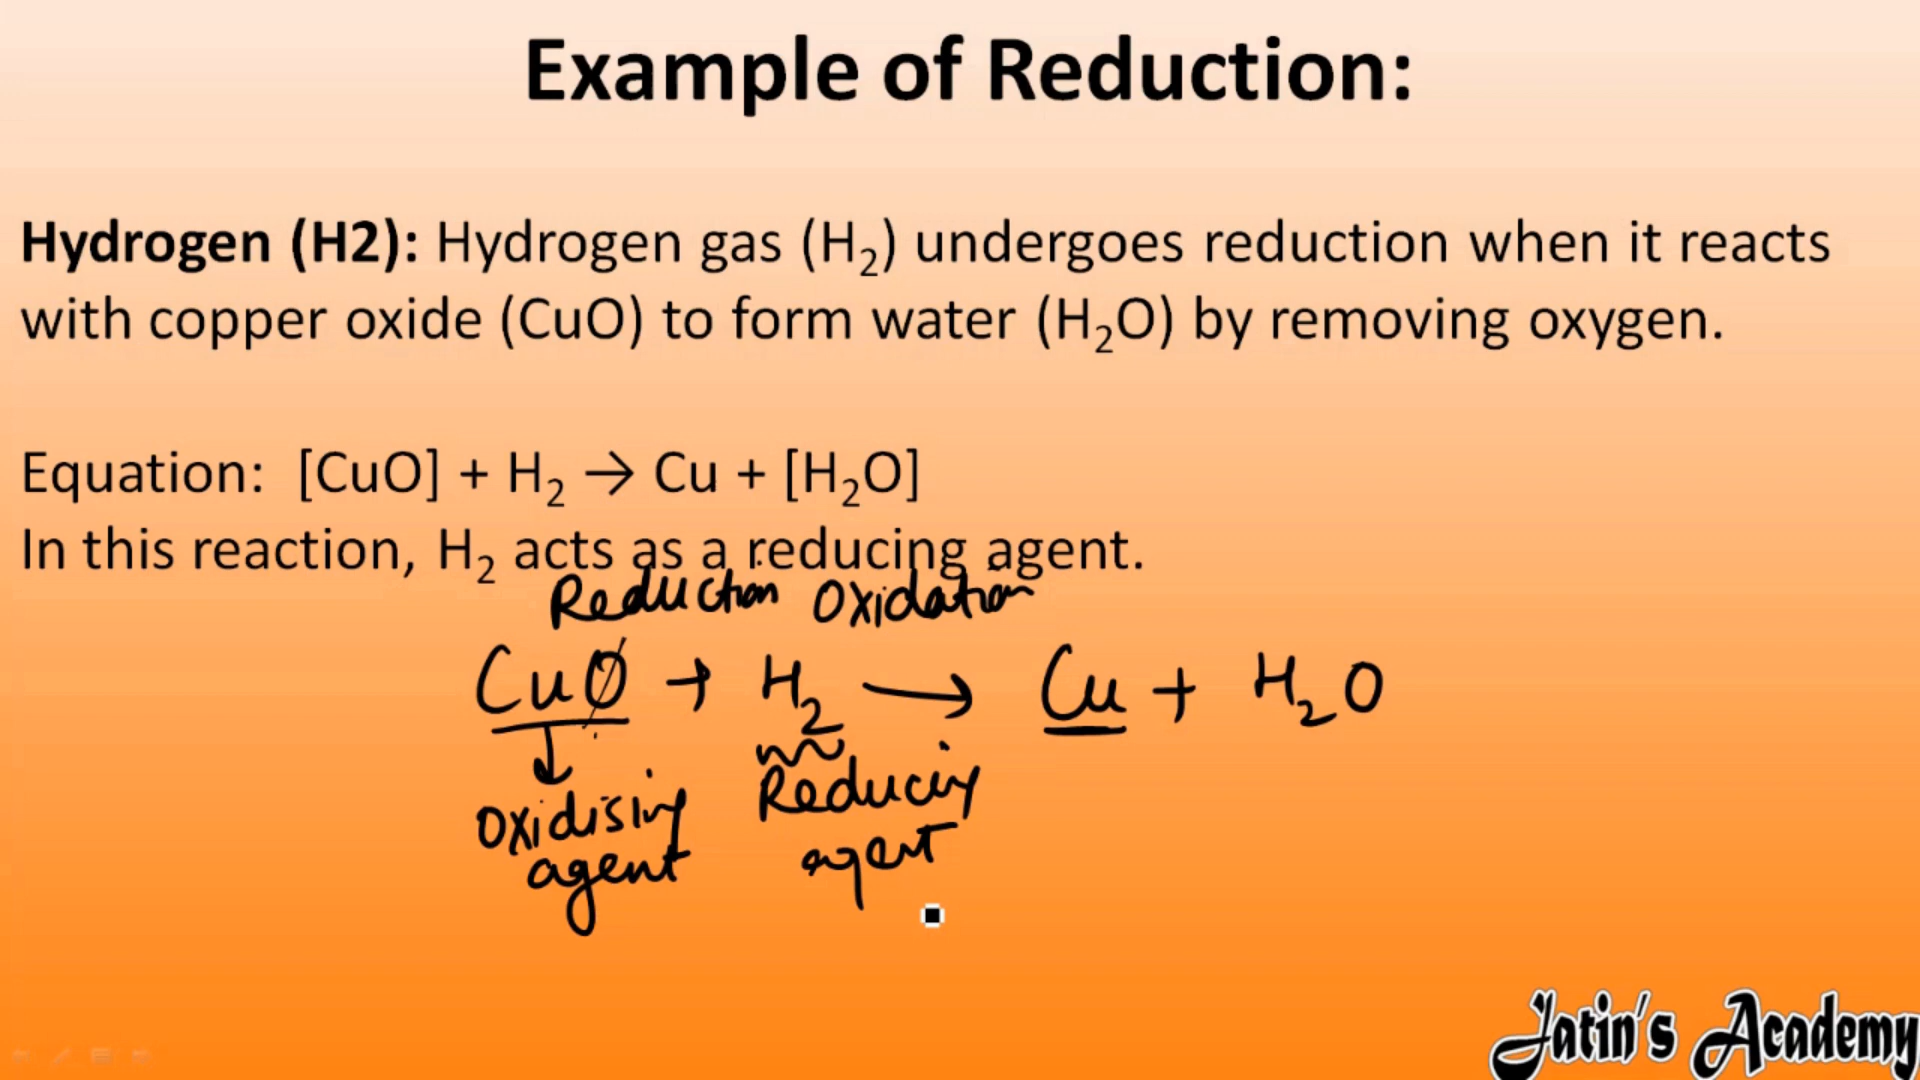 Example of Reduction:
Hydrogen (H2): Hydrogen gas (H₂) undergoes reduction when it reacts
with copper oxide (CuO) to form water (H₂O) by removing oxygen.
Equation: [CuO] + H₂ → Cu + [H₂O]
In this reaction, H₂ acts as a reducing agent.
Reduction Oxidation
CuO + H₂ → Cu + H₂O
Oxidising Reducing
agent agent
Jatin's Academy